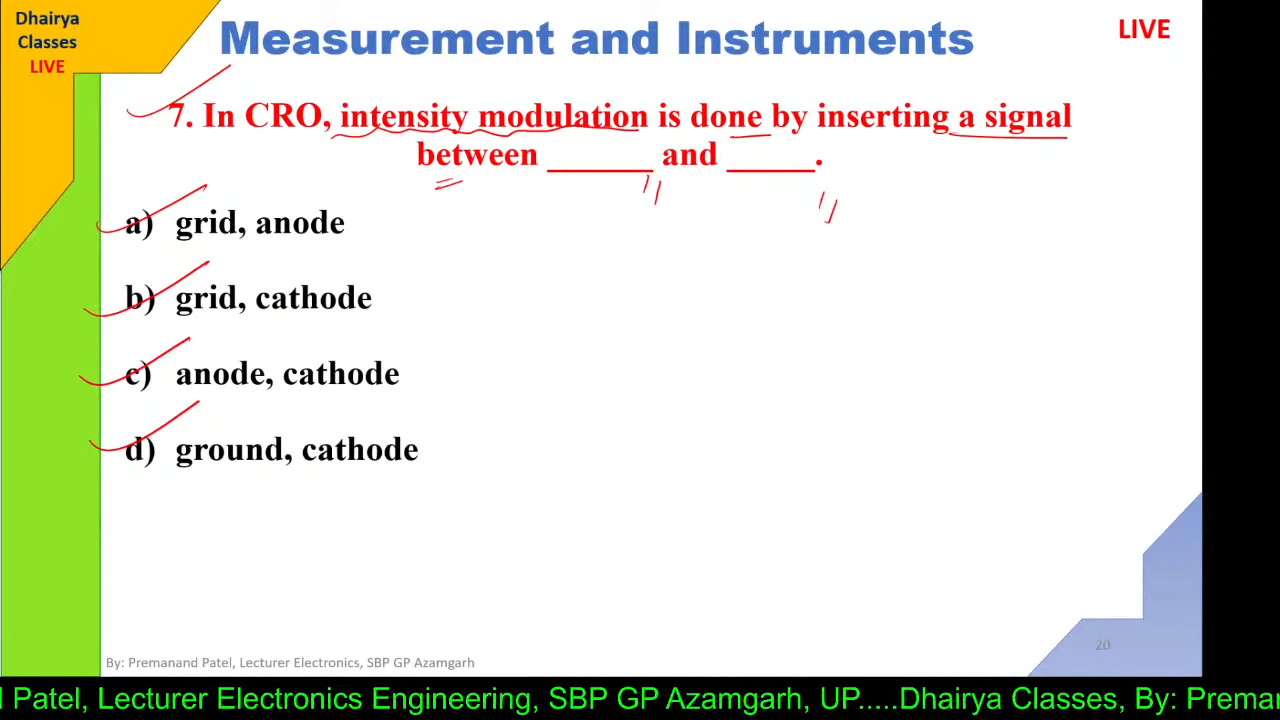 Dhairya
Classes
LIVE
Measurement and Instruments
LIVE
7. In CRO, intensity modulation is done by inserting a signal
between ______ and _____.
a) grid, anode
b) grid, cathode
c) anode, cathode
d) ground, cathode
20
By: Premanand Patel, Lecturer Electronics, SBP GP Azamgarh
Patel, Lecturer Electronics Engineering, SBP GP Azamgarh, UP.....Dhairya Classes, By: Preman